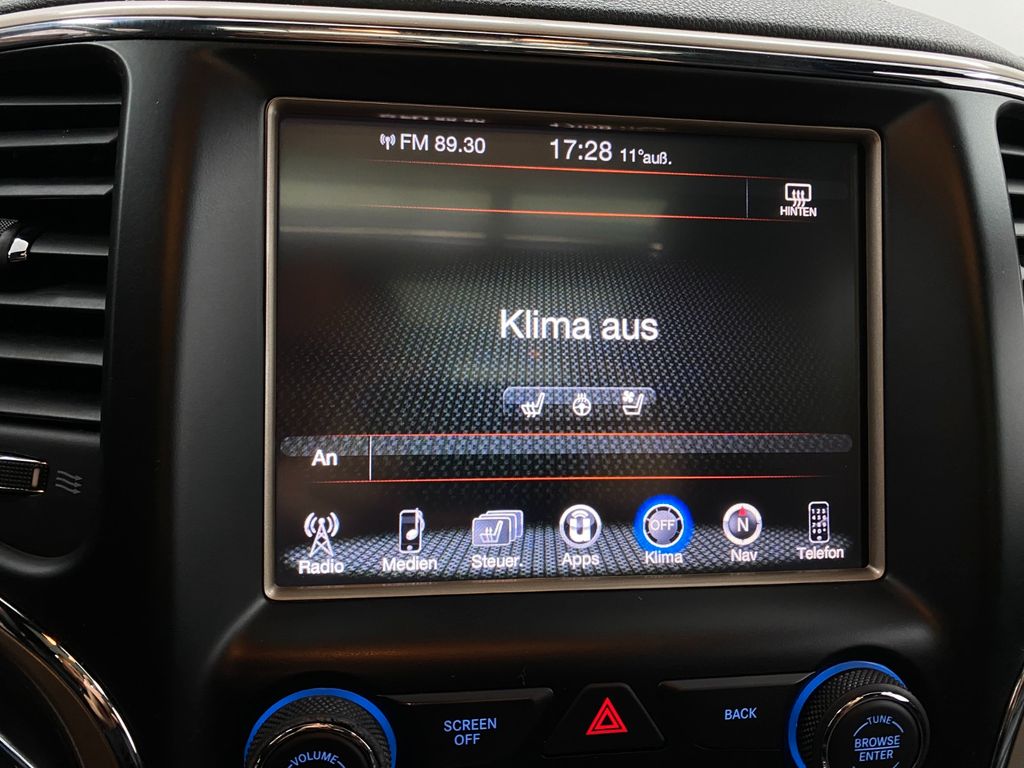 FM 89.30
17:28 11°auß.
HINTEN
Klima aus
An
OFF
N
Radio
Medien
Steuer.
Apps
Klima
Nav
Telefon
VOLUME
SCREEN
OFF
BACK
TUNE
BROWSE
ENTER